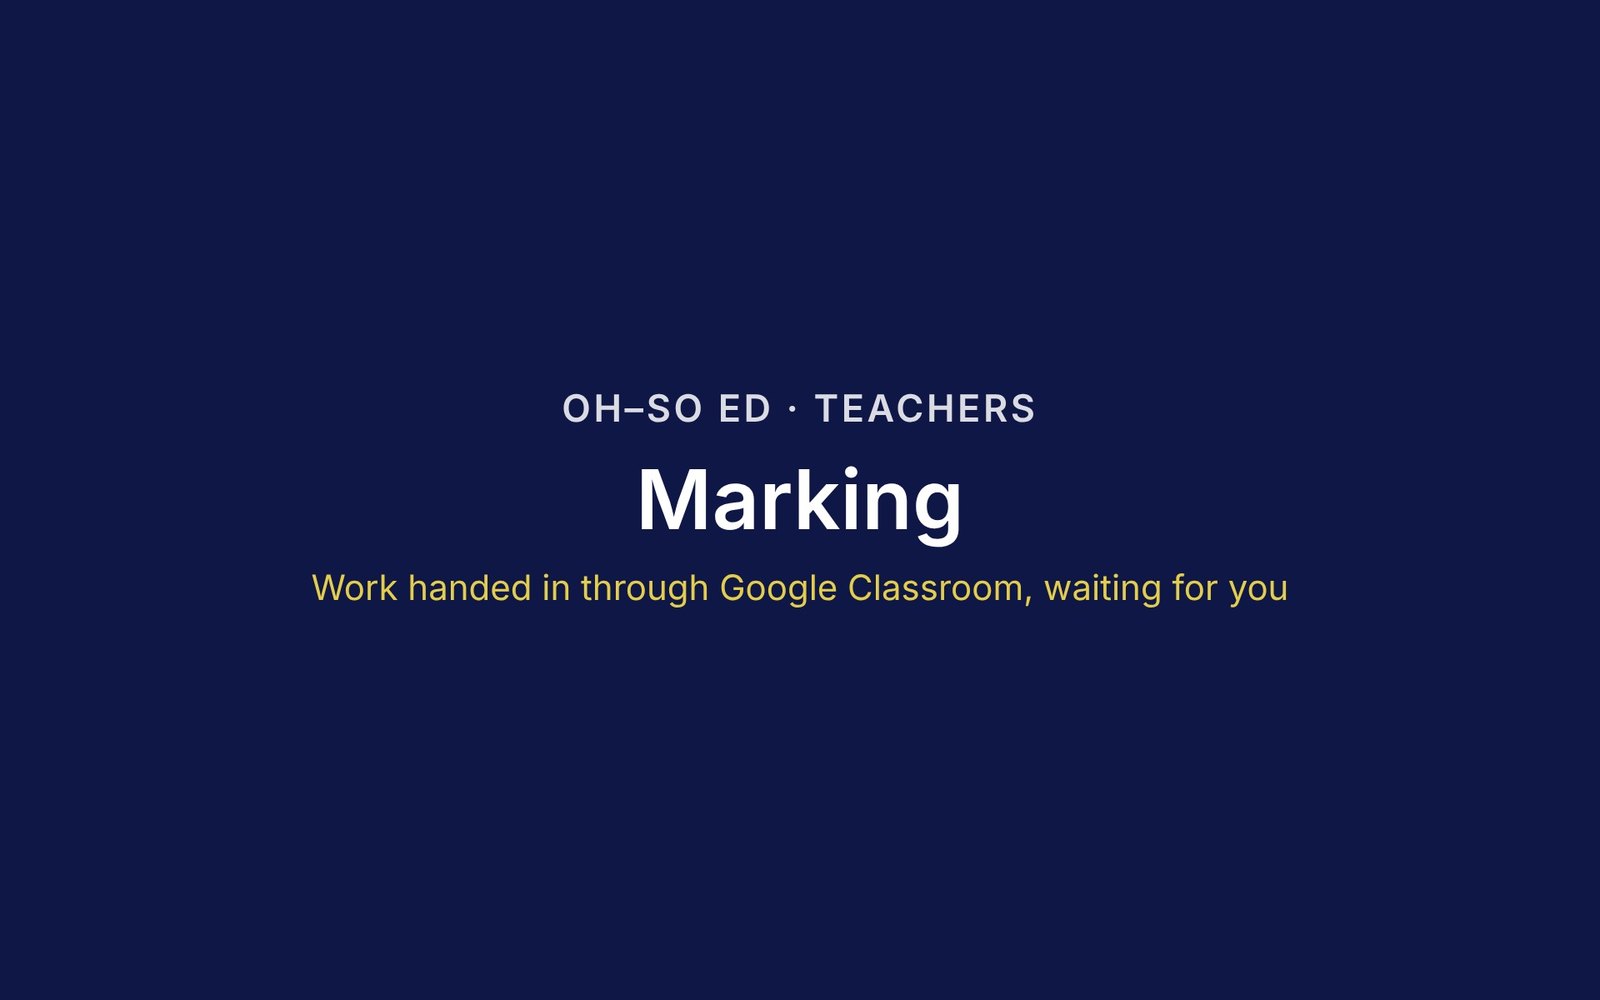 OH–SO ED · TEACHERS
Marking
Work handed in through Google Classroom, waiting for you